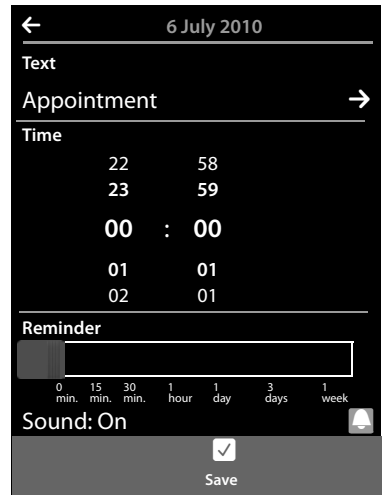 6 July 2010
Text
Appointment
Time
22 58
23 59
00 : 00
01 01
02 01
Reminder
0 min. 15 min. 30 min. 1 hour 1 day 3 days 1 week
Sound: On
Save